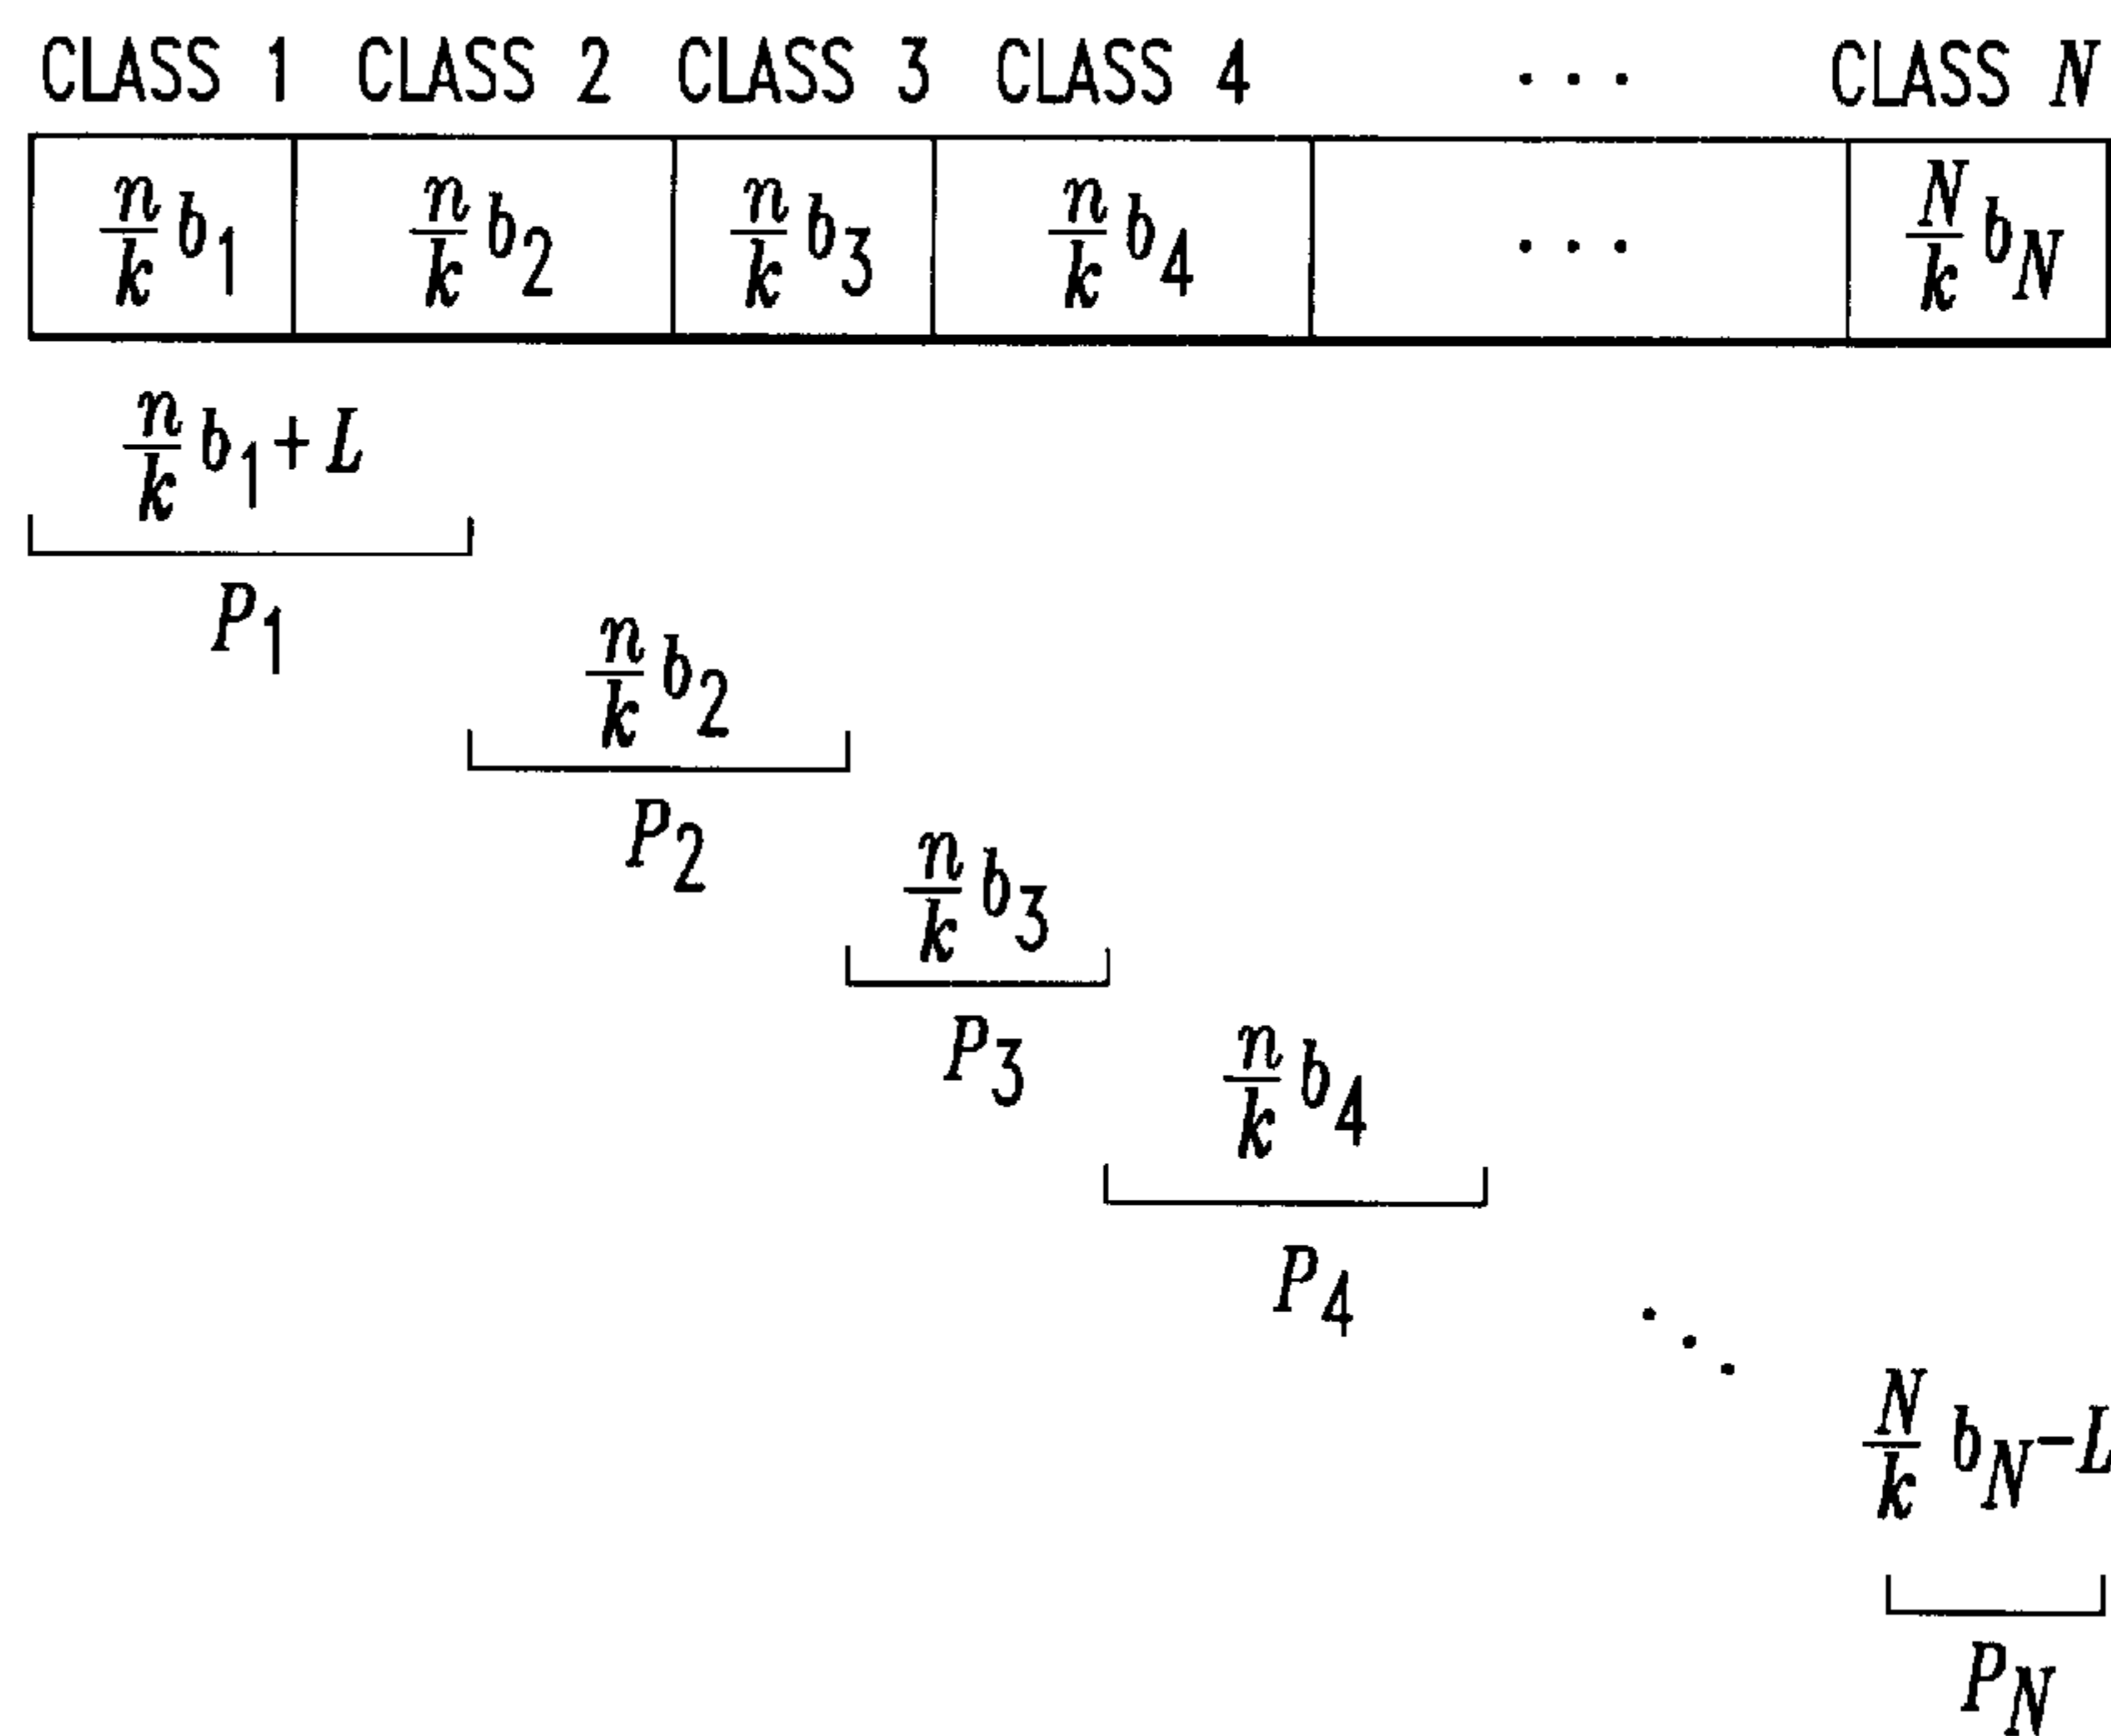 CLASS 1 CLASS 2 CLASS 3 CLASS 4 ... CLASS N
n/k b1 n/k b2 n/k b3 n/k b4 ... N/k bN
n/k b1 + L
P1
n/k b2
P2
n/k b3
P3
n/k b4
P4
...
N/k bN - L
PN